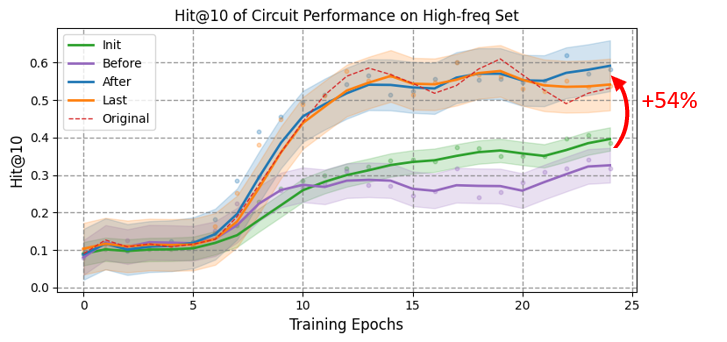 Hit@10 of Circuit Performance on High-freq Set
Init
Before
After
Last
Original
+54%
Hit@10
0.6
0.5
0.4
0.3
0.2
0.1
0.0
0
5
10
15
20
25
Training Epochs